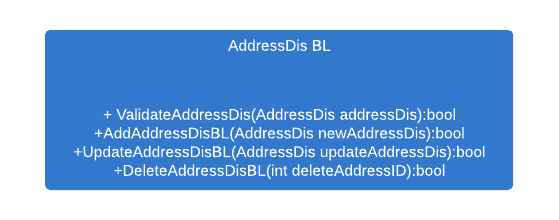 AddressDis BL
+ ValidateAddressDis(AddressDis addressDis):bool
+AddAddressDisBL(AddressDis newAddressDis):bool
+UpdateAddressDisBL(AddressDis updateAddressDis):bool
+DeleteAddressDisBL(int deleteAddressID):bool